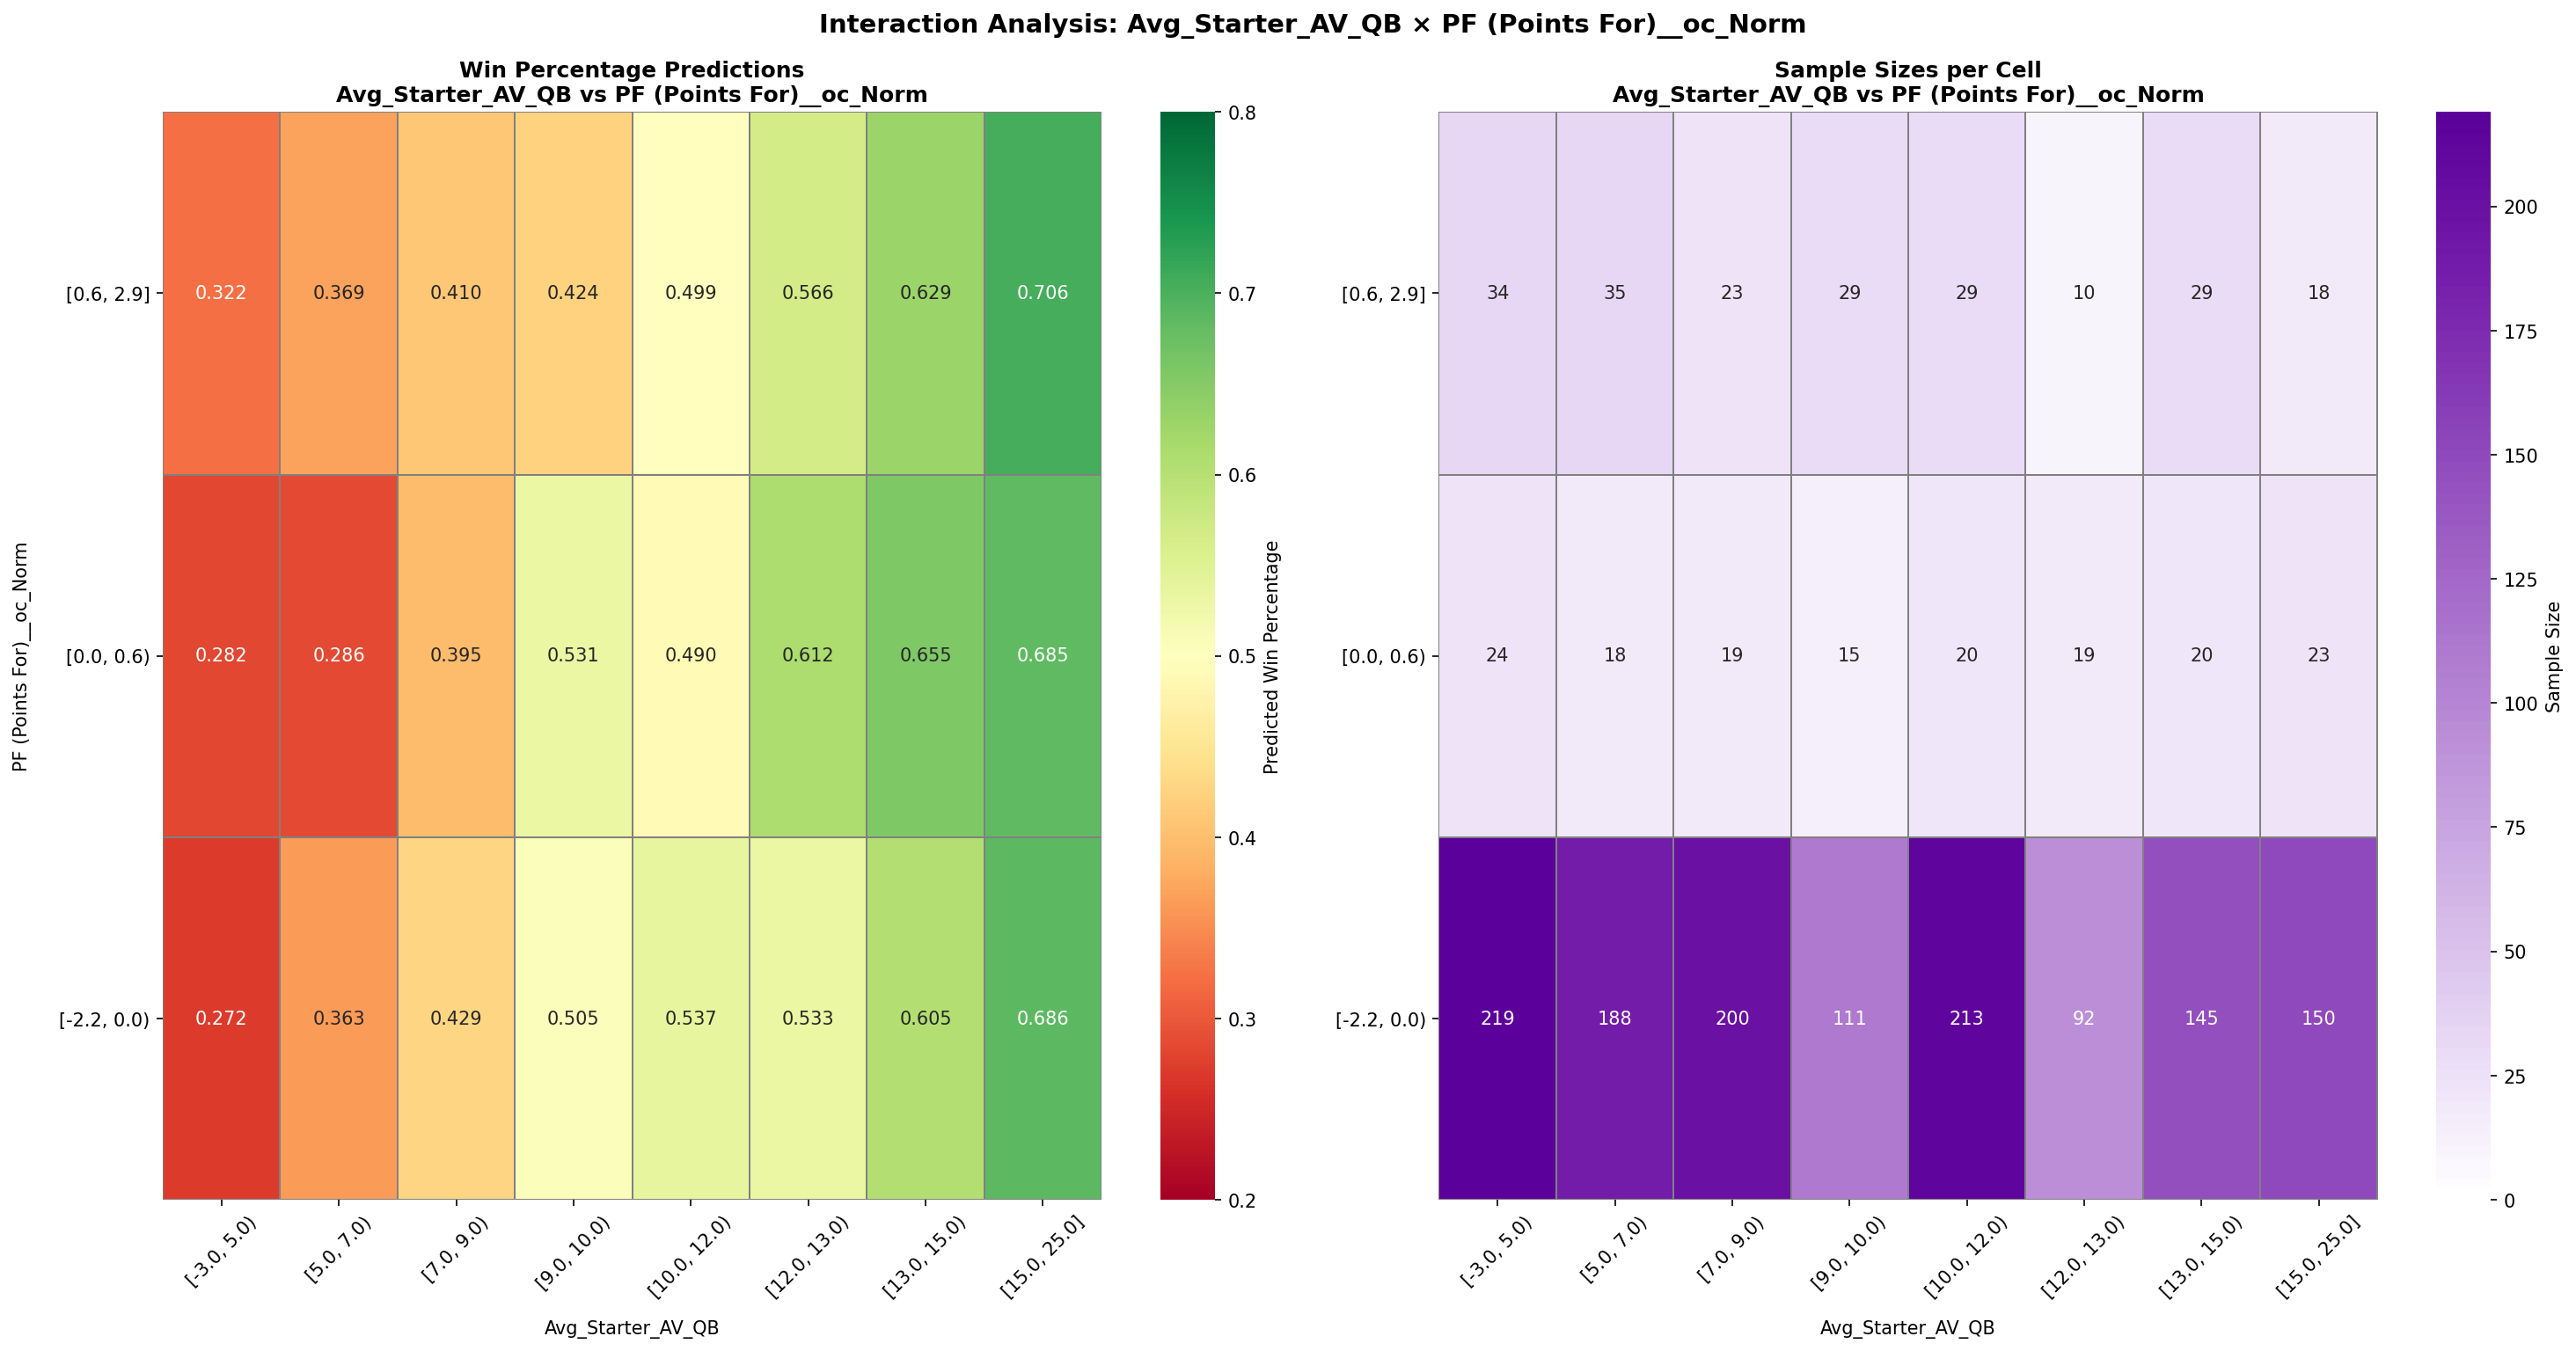 Interaction Analysis: Avg_Starter_AV_QB × PF (Points For)__oc_Norm
Win Percentage Predictions
Avg_Starter_AV_QB vs PF (Points For)__oc_Norm
PF (Points For)__oc_Norm
[0.6, 2.9]
0.322 0.369 0.410 0.424 0.499 0.566 0.629 0.706
[0.0, 0.6)
0.282 0.286 0.395 0.531 0.490 0.612 0.655 0.685
[-2.2, 0.0)
0.272 0.363 0.429 0.505 0.537 0.533 0.605 0.686
[-3.0, 5.0) [5.0, 7.0) [7.0, 9.0) [9.0, 10.0) [10.0, 12.0) [12.0, 13.0) [13.0, 15.0) [15.0, 25.0]
Avg_Starter_AV_QB
0.8
0.7
0.6
0.5
0.4
0.3
0.2
Predicted Win Percentage
Sample Sizes per Cell
Avg_Starter_AV_QB vs PF (Points For)__oc_Norm
[0.6, 2.9]
34 35 23 29 29 10 29 18
[0.0, 0.6)
24 18 19 15 20 19 20 23
[-2.2, 0.0)
219 188 200 111 213 92 145 150
[-3.0, 5.0) [5.0, 7.0) [7.0, 9.0) [9.0, 10.0) [10.0, 12.0) [12.0, 13.0) [13.0, 15.0) [15.0, 25.0]
Avg_Starter_AV_QB
200
175
150
125
100
75
50
25
0
Sample Size